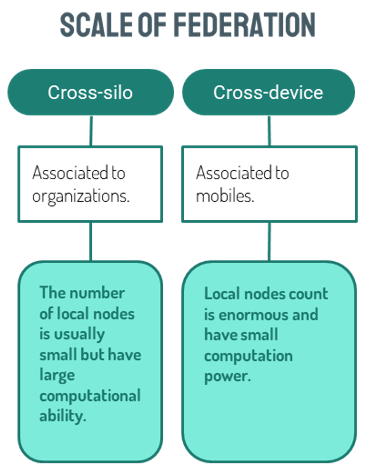 SCALE OF FEDERATION
Cross-silo
Cross-device
Associated to
organizations.
Associated to
mobiles.
The number
of local nodes
is usually
small but have
large
computational
ability.
Local nodes count
is enormous and
have small
computation
power.